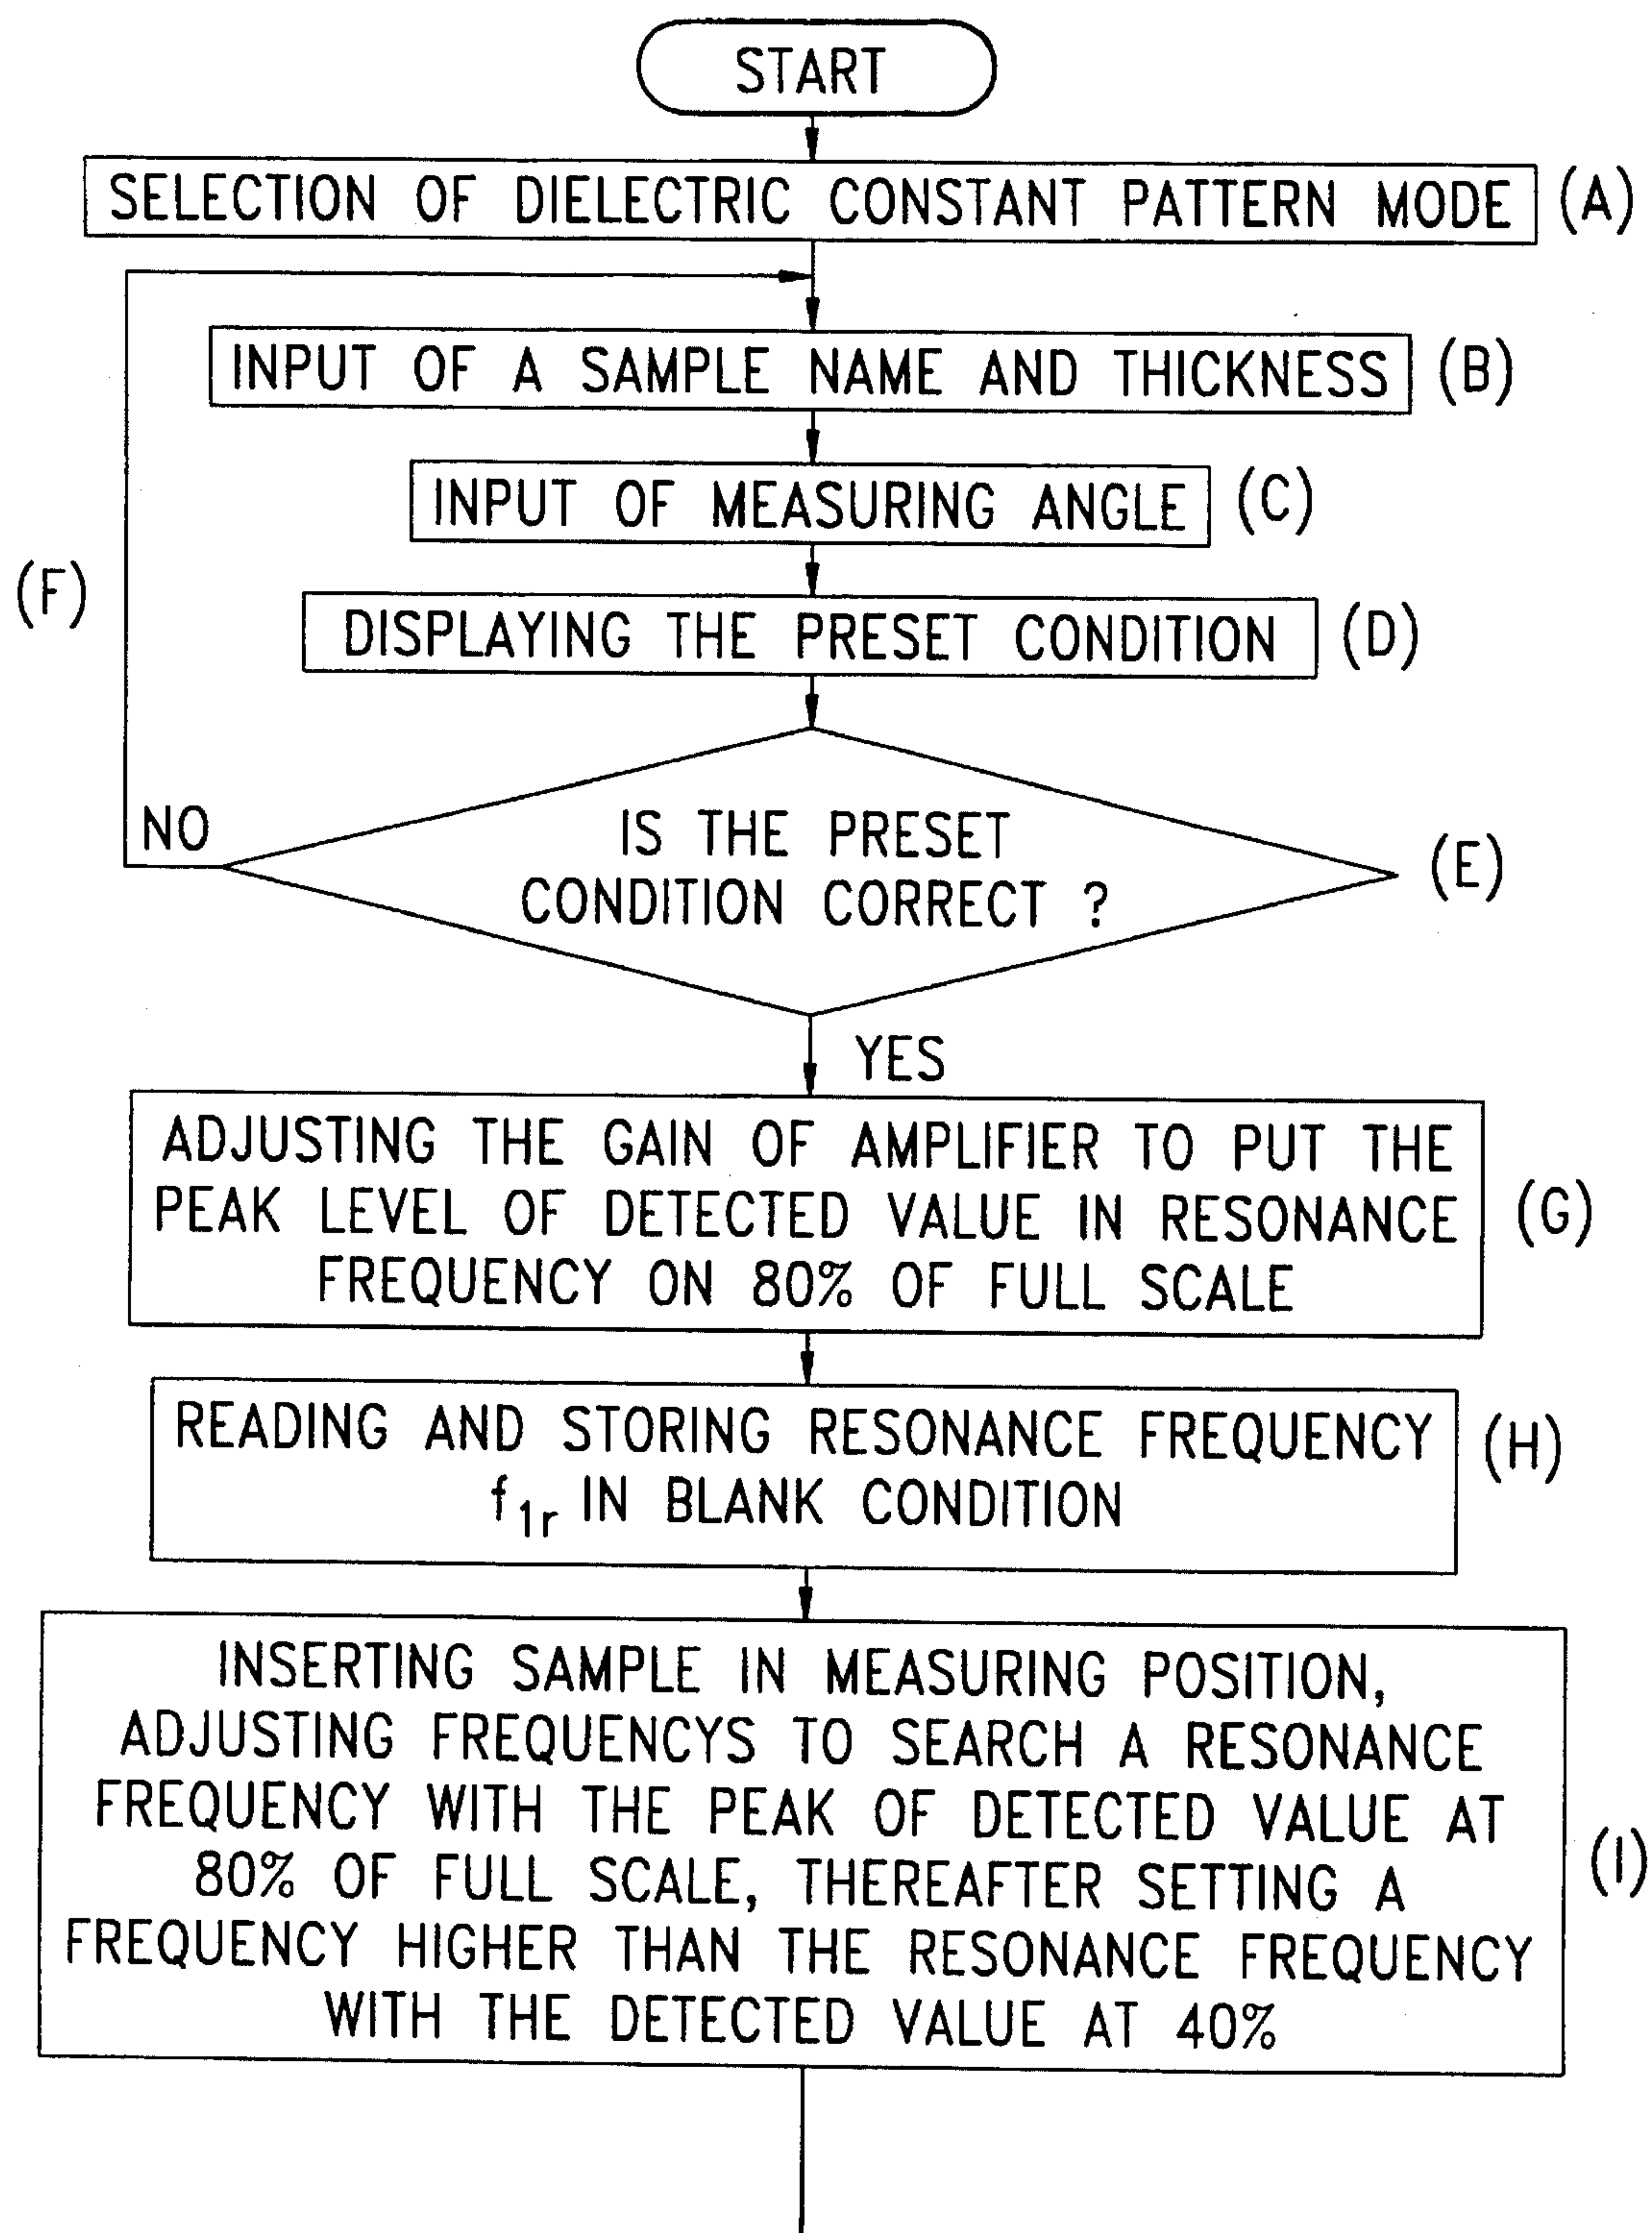 START
SELECTION OF DIELECTRIC CONSTANT PATTERN MODE (A)
INPUT OF A SAMPLE NAME AND THICKNESS (B)
INPUT OF MEASURING ANGLE (C)
(F)
DISPLAYING THE PRESET CONDITION (D)
NO
IS THE PRESET
CONDITION CORRECT ?
(E)
YES
ADJUSTING THE GAIN OF AMPLIFIER TO PUT THE
PEAK LEVEL OF DETECTED VALUE IN RESONANCE
FREQUENCY ON 80% OF FULL SCALE
(G)
READING AND STORING RESONANCE FREQUENCY
f1r IN BLANK CONDITION
(H)
INSERTING SAMPLE IN MEASURING POSITION,
ADJUSTING FREQUENCYS TO SEARCH A RESONANCE
FREQUENCY WITH THE PEAK OF DETECTED VALUE AT
80% OF FULL SCALE, THEREAFTER SETTING A
FREQUENCY HIGHER THAN THE RESONANCE FREQUENCY
WITH THE DETECTED VALUE AT 40%
(I)